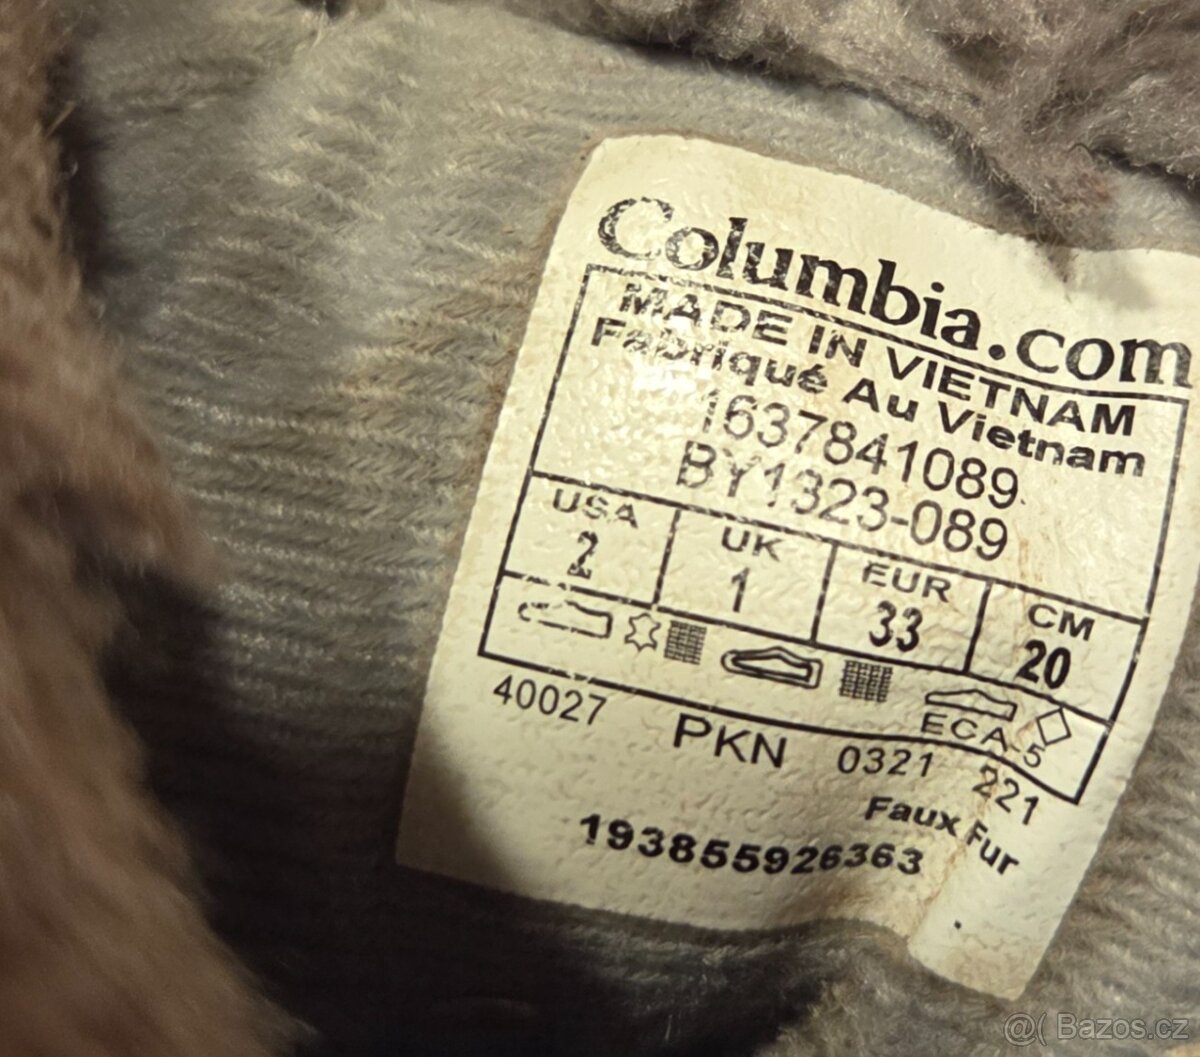 Columbia.com
MADE IN VIETNAM
Fabriqué Au Vietnam
1637841089
BY1323-089
USA UK EUR CM
2 1 33 20
ECA-5
40027 PKN 0321 221
Faux Fur
193855926363
@( Bazos.cz